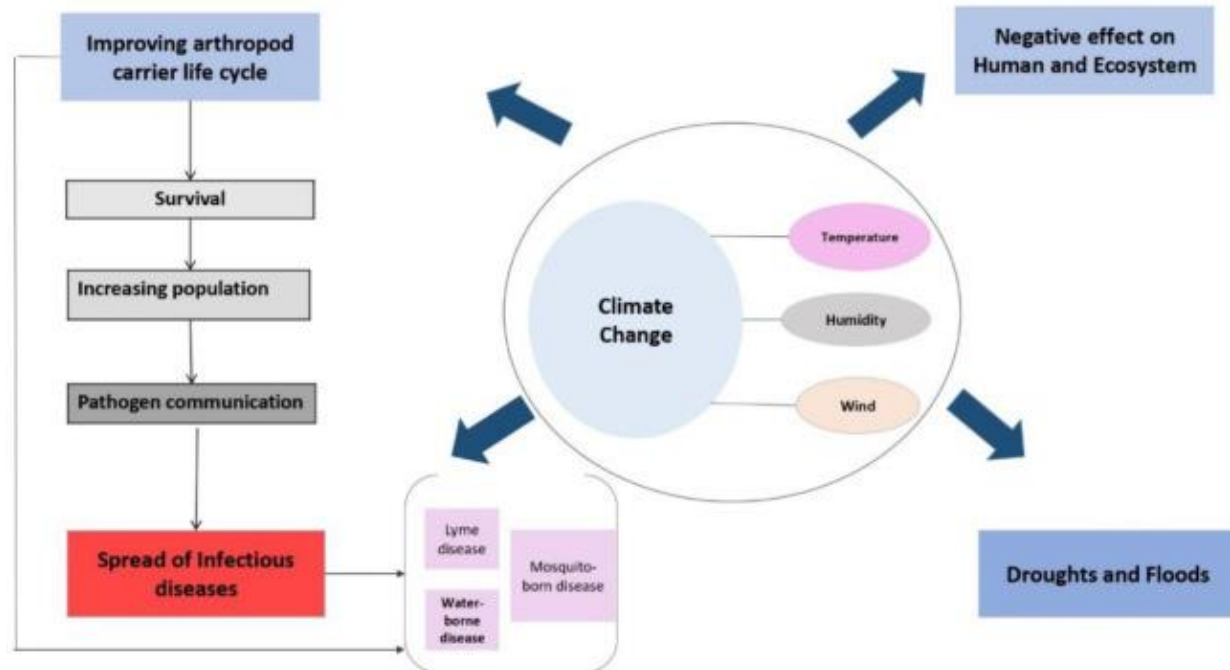 Improving arthropod
carrier life cycle
Survival
Increasing population
Pathogen communication
Spread of Infectious
diseases
Lyme
disease
Water-
borne
disease
Mosquito-
born disease
Climate
Change
Temperature
Humidity
Wind
Negative effect on
Human and Ecosystem
Droughts and Floods